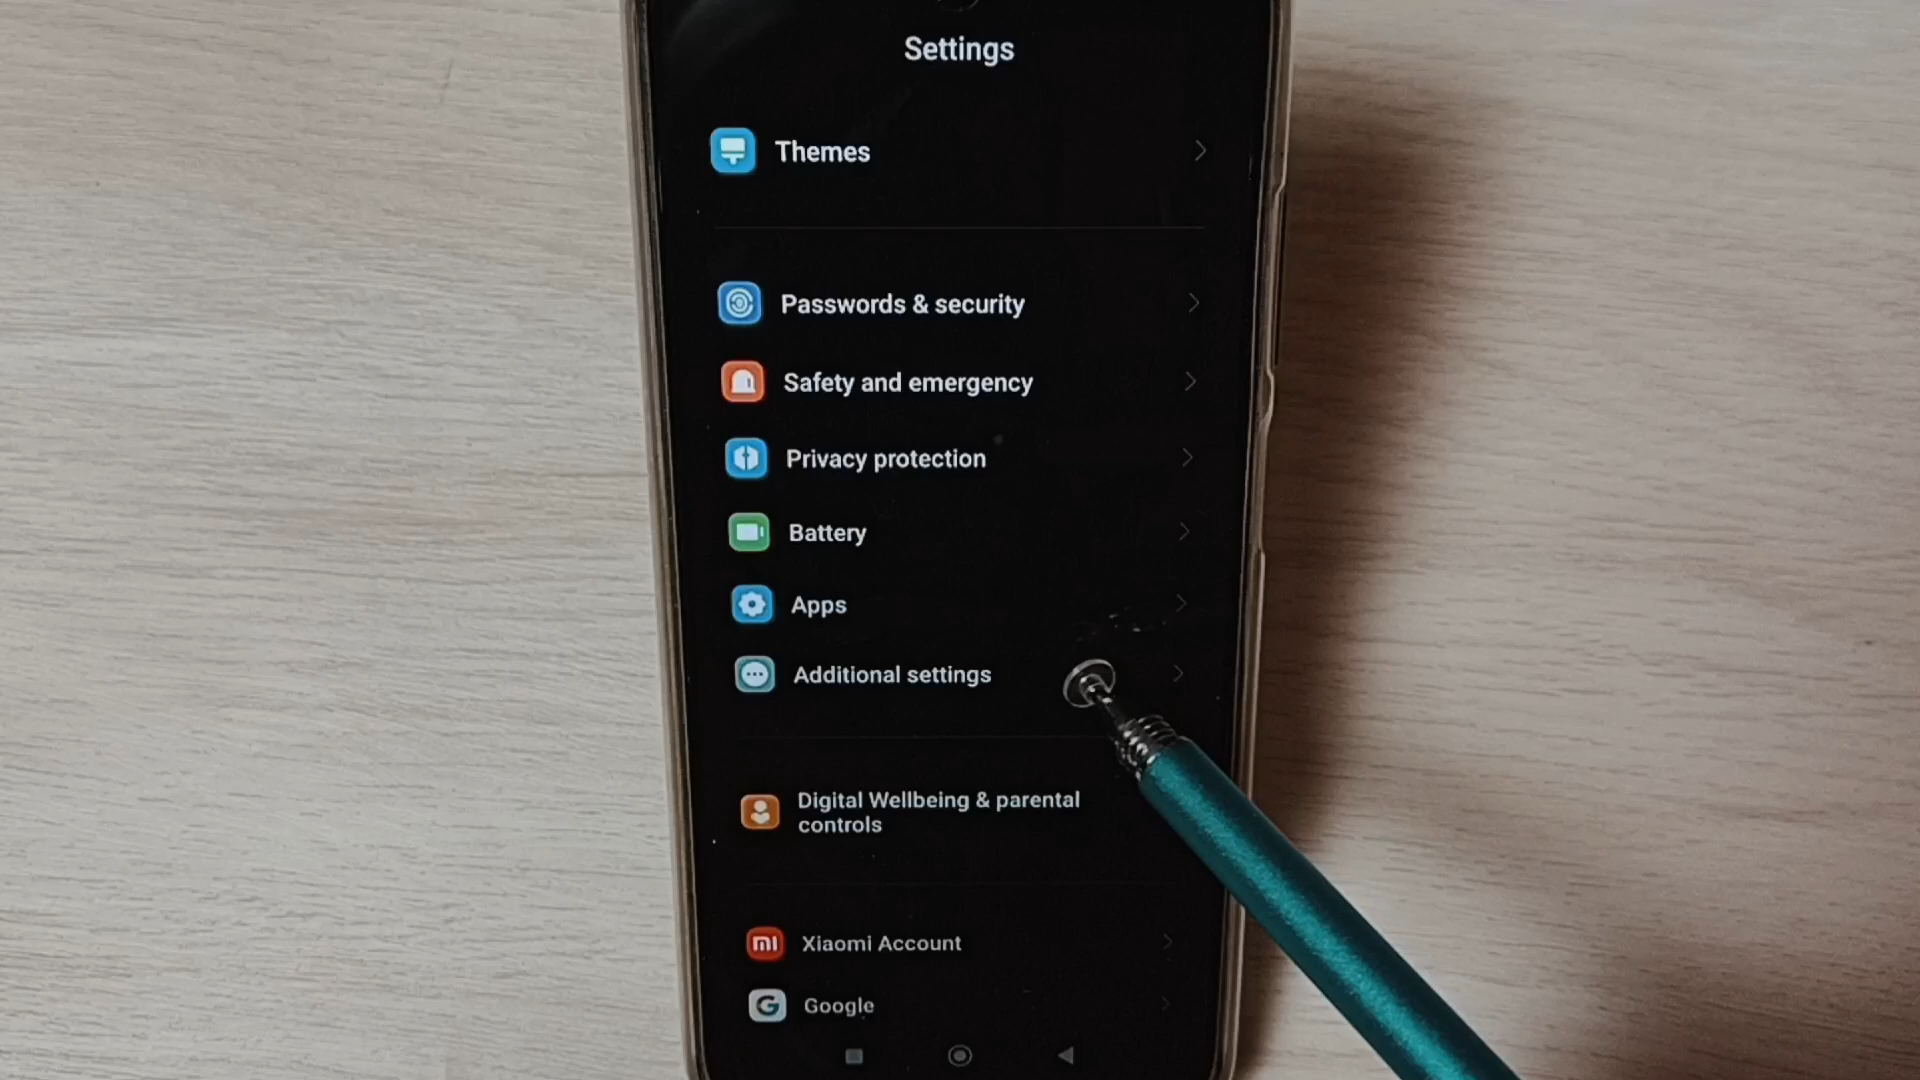 Settings
Themes
Passwords & security
Safety and emergency
Privacy protection
Battery
Apps
Additional settings
Digital Wellbeing & parental
controls
mi Xiaomi Account
G Google